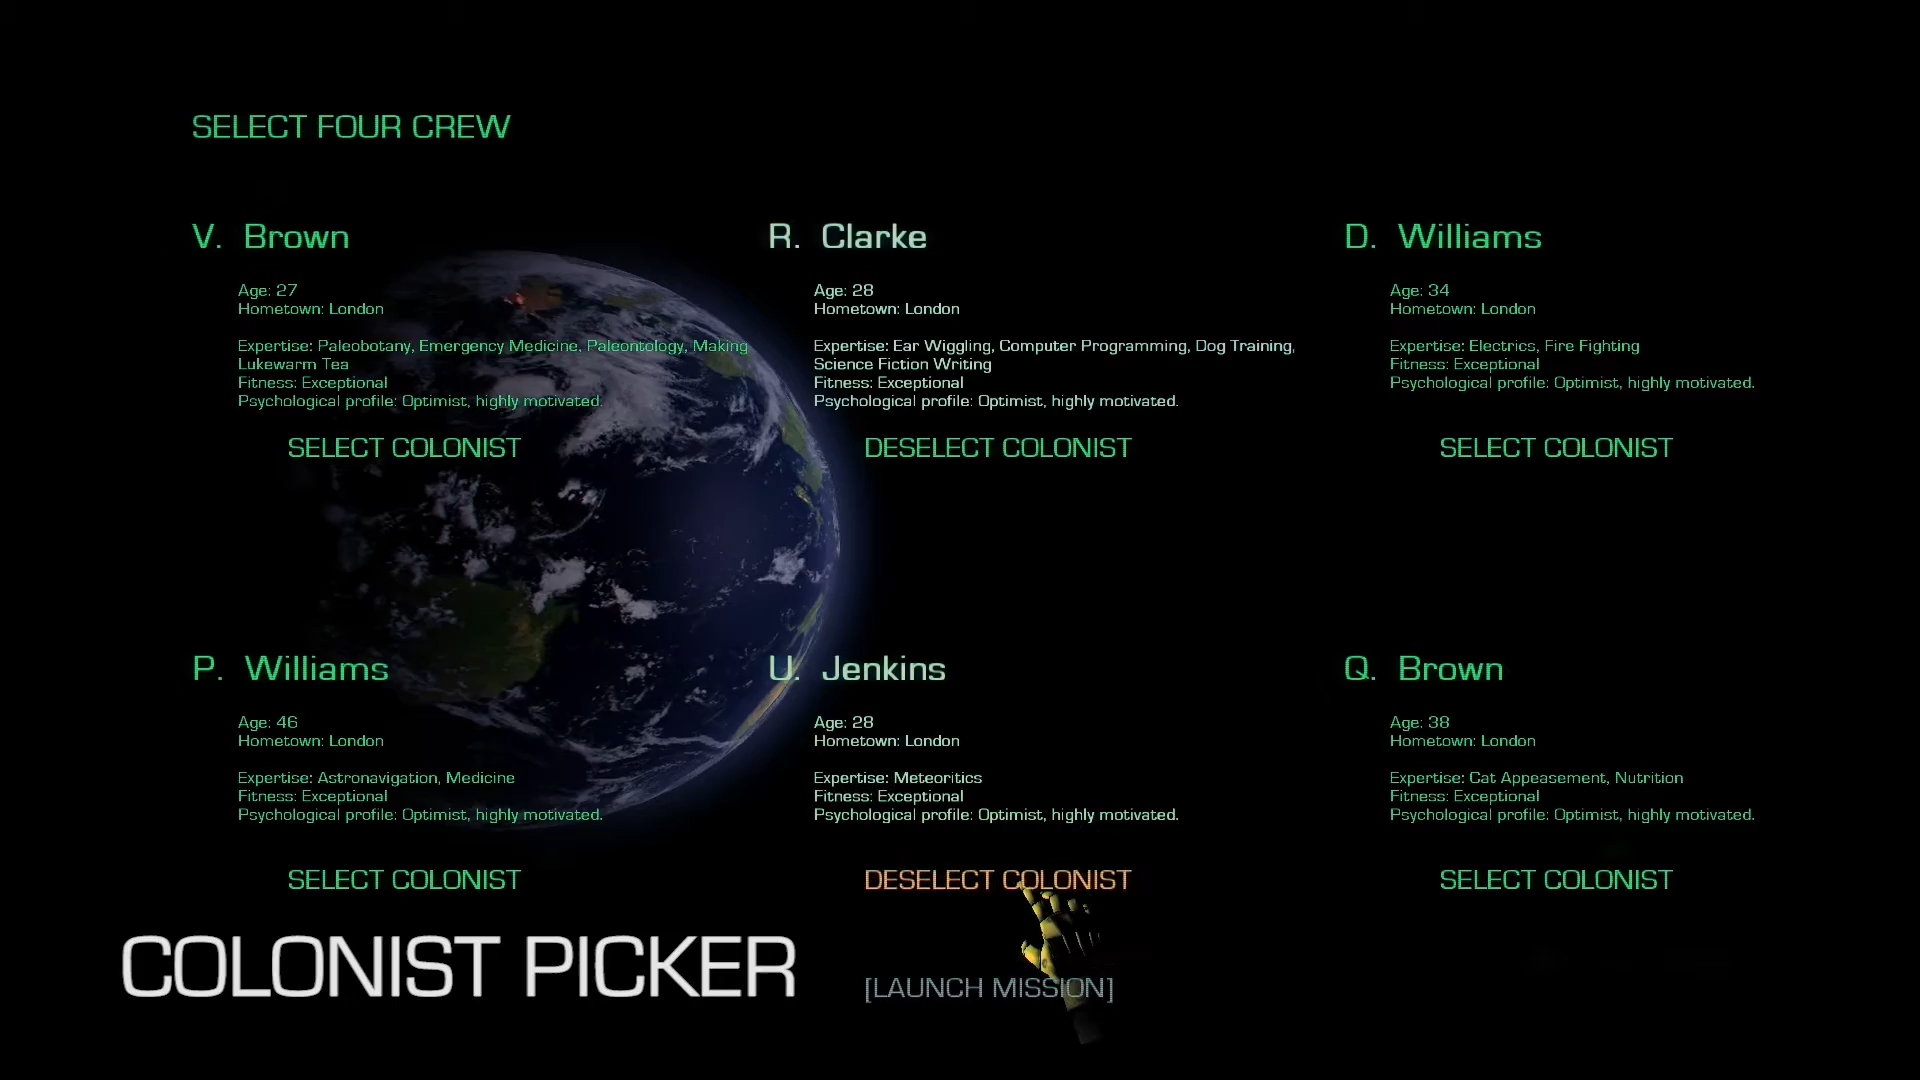 SELECT FOUR CREW
V. Brown
Age: 27
Hometown: London
Expertise: Paleobotany, Emergency Medicine, Paleontology, Making
Lukewarm Tea
Fitness: Exceptional
Psychological profile: Optimist, highly motivated.
SELECT COLONIST
R. Clarke
Age: 28
Hometown: London
Expertise: Ear Wiggling, Computer Programming, Dog Training,
Science Fiction Writing
Fitness: Exceptional
Psychological profile: Optimist, highly motivated.
DESELECT COLONIST
D. Williams
Age: 34
Hometown: London
Expertise: Electrics, Fire Fighting
Fitness: Exceptional
Psychological profile: Optimist, highly motivated.
SELECT COLONIST
P. Williams
Age: 46
Hometown: London
Expertise: Astronavigation, Medicine
Fitness: Exceptional
Psychological profile: Optimist, highly motivated.
SELECT COLONIST
U. Jenkins
Age: 28
Hometown: London
Expertise: Meteoritics
Fitness: Exceptional
Psychological profile: Optimist, highly motivated.
DESELECT COLONIST
Q. Brown
Age: 38
Hometown: London
Expertise: Cat Appeasement, Nutrition
Fitness: Exceptional
Psychological profile: Optimist, highly motivated.
SELECT COLONIST
COLONIST PICKER
[LAUNCH MISSION]